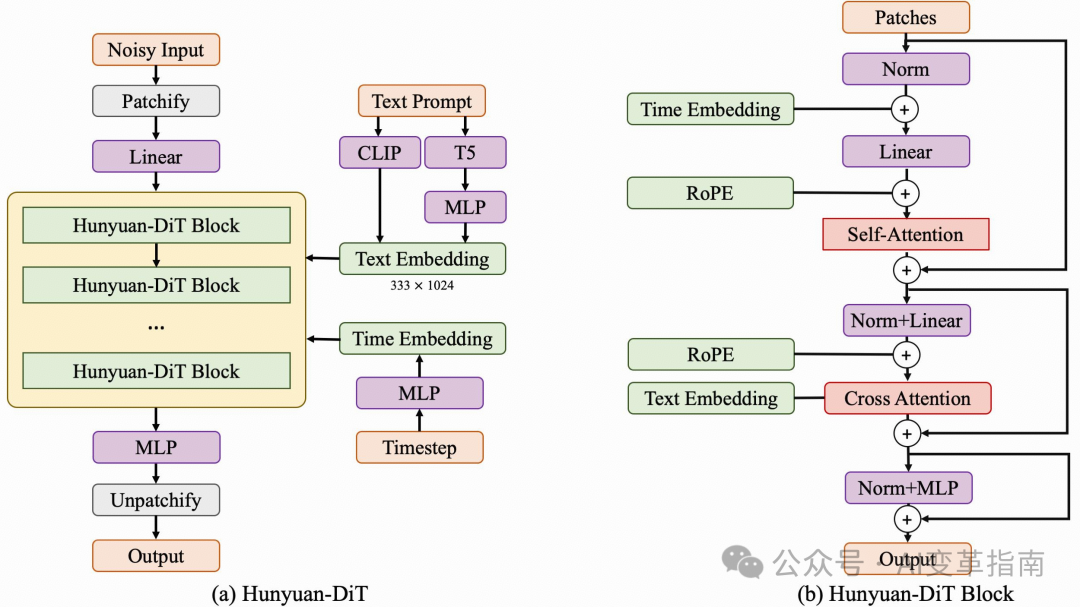 Noisy Input
Patchify
Linear
Hunyuan-DiT Block
Hunyuan-DiT Block
...
Hunyuan-DiT Block
MLP
Unpatchify
Output
Text Prompt
CLIP
T5
MLP
Text Embedding
333 × 1024
Time Embedding
MLP
Timestep
(a) Hunyuan-DiT
Patches
Norm
Time Embedding
+
Linear
RoPE
+
Self-Attention
+
Norm+Linear
RoPE
+
Text Embedding
Cross Attention
+
Norm+MLP
+
Output
公众号 · AI变革指南
(b) Hunyuan-DiT Block